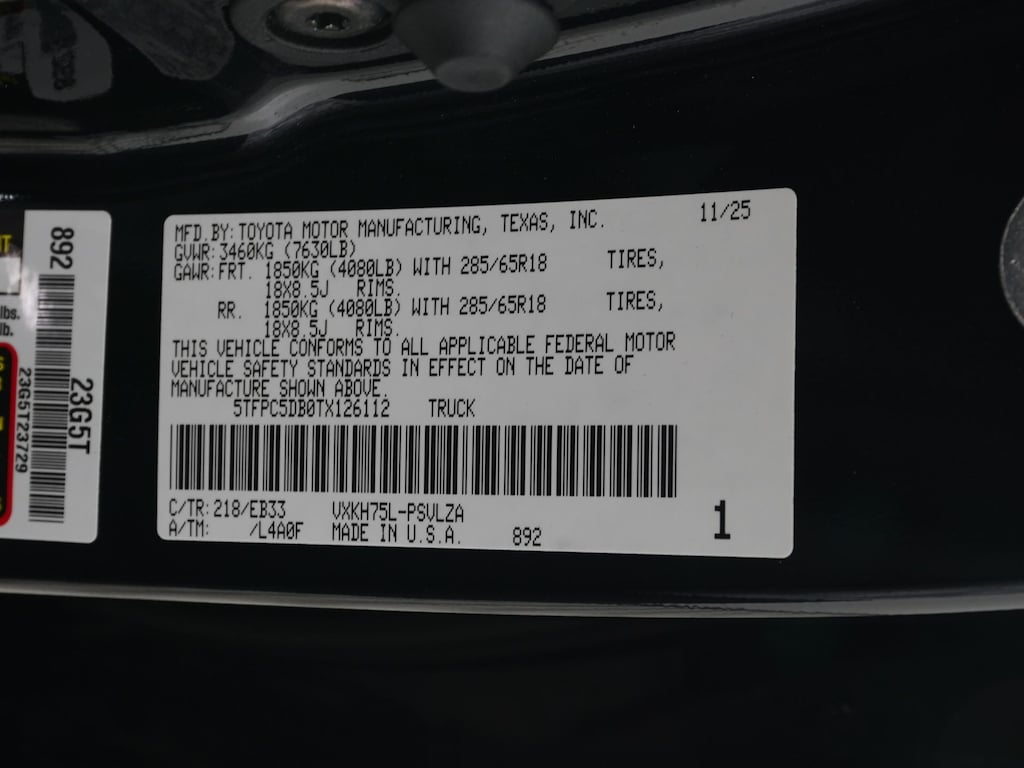 MFD.BY:TOYOTA MOTOR MANUFACTURING, TEXAS, INC. 11/25
GVWR:3460KG (7630LB)
GAWR:FRT. 1850KG (4080LB) WITH 285/65R18 TIRES,
18X8.5J RIMS.
RR. 1850KG (4080LB) WITH 285/65R18 TIRES,
18X8.5J RIMS.
THIS VEHICLE CONFORMS TO ALL APPLICABLE FEDERAL MOTOR
VEHICLE SAFETY STANDARDS IN EFFECT ON THE DATE OF
MANUFACTURE SHOWN ABOVE.
5TFPC5DB0TX126112 TRUCK
C/TR:218/EB33 VXKH75L-PSVLZA
A/TM: /L4A0F MADE IN U.S.A. 892
1
892
23G5T
23G5T23729
lbs.
lb.